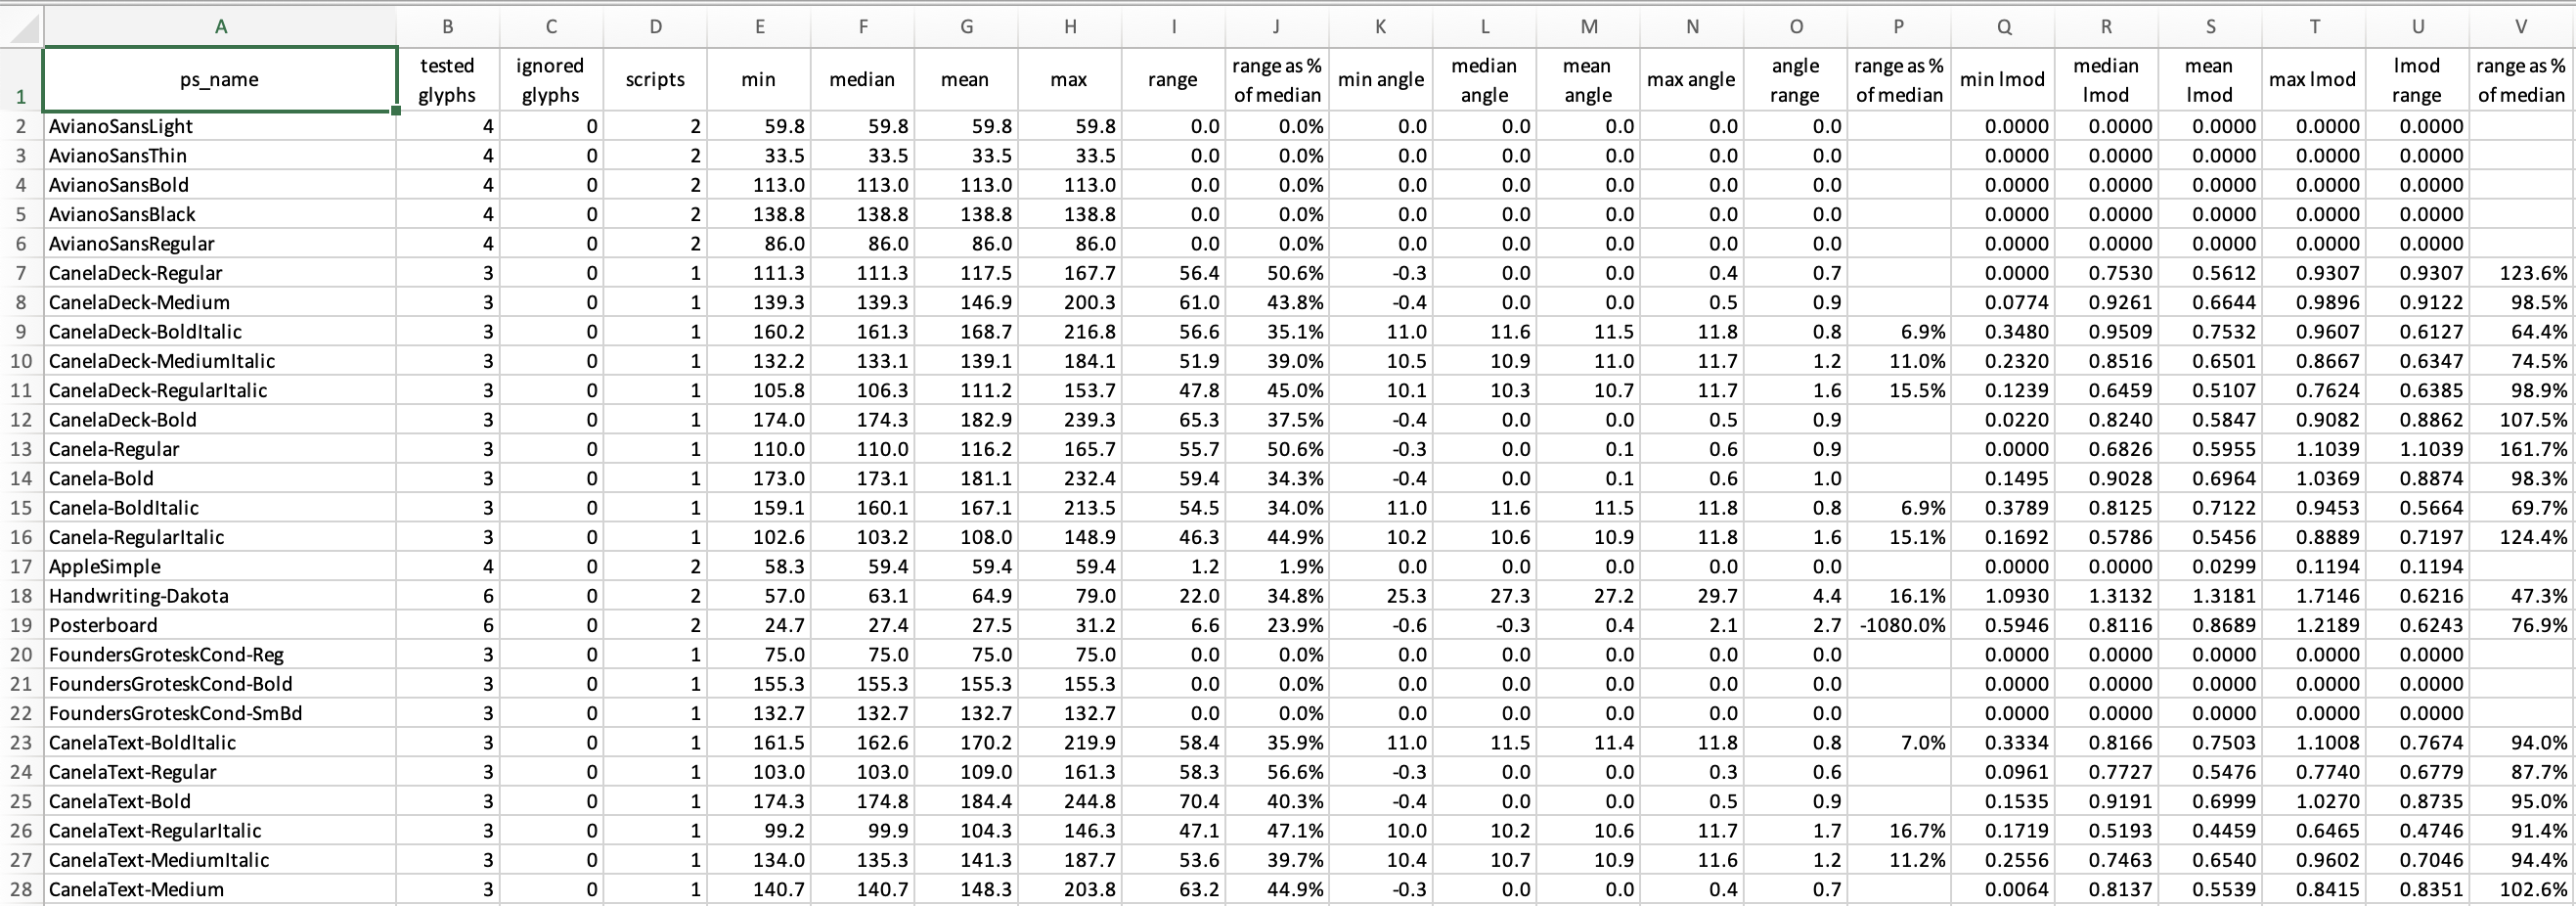 A B C D E F G H I J K L M N O P Q R S T U V
1 ps_name tested glyphs ignored glyphs scripts min median mean max range range as % of median min angle median angle mean angle max angle angle range range as % of median min lmod median lmod mean lmod max lmod lmod range range as % of median
2 AvianoSansLight 4 0 2 59.8 59.8 59.8 59.8 0.0 0.0% 0.0 0.0 0.0 0.0 0.0 0.0000 0.0000 0.0000 0.0000 0.0000
3 AvianoSansThin 4 0 2 33.5 33.5 33.5 33.5 0.0 0.0% 0.0 0.0 0.0 0.0 0.0 0.0000 0.0000 0.0000 0.0000 0.0000
4 AvianoSansBold 4 0 2 113.0 113.0 113.0 113.0 0.0 0.0% 0.0 0.0 0.0 0.0 0.0 0.0000 0.0000 0.0000 0.0000 0.0000
5 AvianoSansBlack 4 0 2 138.8 138.8 138.8 138.8 0.0 0.0% 0.0 0.0 0.0 0.0 0.0 0.0000 0.0000 0.0000 0.0000 0.0000
6 AvianoSansRegular 4 0 2 86.0 86.0 86.0 86.0 0.0 0.0% 0.0 0.0 0.0 0.0 0.0 0.0000 0.0000 0.0000 0.0000 0.0000
7 CanelaDeck-Regular 3 0 1 111.3 111.3 117.5 167.7 56.4 50.6% -0.3 0.0 0.0 0.4 0.7 0.0000 0.7530 0.5612 0.9307 0.9307 123.6%
8 CanelaDeck-Medium 3 0 1 139.3 139.3 146.9 200.3 61.0 43.8% -0.4 0.0 0.0 0.5 0.9 0.0774 0.9261 0.6644 0.9896 0.9122 98.5%
9 CanelaDeck-BoldItalic 3 0 1 160.2 161.3 168.7 216.8 56.6 35.1% 11.0 11.6 11.5 11.8 0.8 6.9% 0.3480 0.9509 0.7532 0.9607 0.6127 64.4%
10 CanelaDeck-MediumItalic 3 0 1 132.2 133.1 139.1 184.1 51.9 39.0% 10.5 10.9 11.0 11.7 1.2 11.0% 0.2320 0.8516 0.6501 0.8667 0.6347 74.5%
11 CanelaDeck-RegularItalic 3 0 1 105.8 106.3 111.2 153.7 47.8 45.0% 10.1 10.3 10.7 11.7 1.6 15.5% 0.1239 0.6459 0.5107 0.7624 0.6385 98.9%
12 CanelaDeck-Bold 3 0 1 174.0 174.3 182.9 239.3 65.3 37.5% -0.4 0.0 0.0 0.5 0.9 0.0220 0.8240 0.5847 0.9082 0.8862 107.5%
13 Canela-Regular 3 0 1 110.0 110.0 116.2 165.7 55.7 50.6% -0.3 0.0 0.1 0.6 0.9 0.0000 0.6826 0.5955 1.1039 1.1039 161.7%
14 Canela-Bold 3 0 1 173.0 173.1 181.1 232.4 59.4 34.3% -0.4 0.0 0.1 0.6 1.0 0.1495 0.9028 0.6964 1.0369 0.8874 98.3%
15 Canela-BoldItalic 3 0 1 159.1 160.1 167.1 213.5 54.5 34.0% 11.0 11.6 11.5 11.8 0.8 6.9% 0.3789 0.8125 0.7122 0.9453 0.5664 69.7%
16 Canela-RegularItalic 3 0 1 102.6 103.2 108.0 148.9 46.3 44.9% 10.2 10.6 10.9 11.8 1.6 15.1% 0.1692 0.5786 0.5456 0.8889 0.7197 124.4%
17 AppleSimple 4 0 2 58.3 59.4 59.4 59.4 1.2 1.9% 0.0 0.0 0.0 0.0 0.0 0.0000 0.0000 0.0299 0.1194 0.1194
18 Handwriting-Dakota 6 0 2 57.0 63.1 64.9 79.0 22.0 34.8% 25.3 27.3 27.2 29.7 4.4 16.1% 1.0930 1.3132 1.3181 1.7146 0.6216 47.3%
19 Posterboard 6 0 2 24.7 27.4 27.5 31.2 6.6 23.9% -0.6 -0.3 0.4 2.1 2.7 -1080.0% 0.5946 0.8116 0.8689 1.2189 0.6243 76.9%
20 FoundersGroteskCond-Reg 3 0 1 75.0 75.0 75.0 75.0 0.0 0.0% 0.0 0.0 0.0 0.0 0.0 0.0000 0.0000 0.0000 0.0000 0.0000
21 FoundersGroteskCond-Bold 3 0 1 155.3 155.3 155.3 155.3 0.0 0.0% 0.0 0.0 0.0 0.0 0.0 0.0000 0.0000 0.0000 0.0000 0.0000
22 FoundersGroteskCond-SmBd 3 0 1 132.7 132.7 132.7 132.7 0.0 0.0% 0.0 0.0 0.0 0.0 0.0 0.0000 0.0000 0.0000 0.0000 0.0000
23 CanelaText-BoldItalic 3 0 1 161.5 162.6 170.2 219.9 58.4 35.9% 11.0 11.5 11.4 11.8 0.8 7.0% 0.3334 0.8166 0.7503 1.1008 0.7674 94.0%
24 CanelaText-Regular 3 0 1 103.0 103.0 109.0 161.3 58.3 56.6% -0.3 0.0 0.0 0.3 0.6 0.0961 0.7727 0.5476 0.7740 0.6779 87.7%
25 CanelaText-Bold 3 0 1 174.3 174.8 184.4 244.8 70.4 40.3% -0.4 0.0 0.0 0.5 0.9 0.1535 0.9191 0.6999 1.0270 0.8735 95.0%
26 CanelaText-RegularItalic 3 0 1 99.2 99.9 104.3 146.3 47.1 47.1% 10.0 10.2 10.6 11.7 1.7 16.7% 0.1719 0.5193 0.4459 0.6465 0.4746 91.4%
27 CanelaText-MediumItalic 3 0 1 134.0 135.3 141.3 187.7 53.6 39.7% 10.4 10.7 10.9 11.6 1.2 11.2% 0.2556 0.7463 0.6540 0.9602 0.7046 94.4%
28 CanelaText-Medium 3 0 1 140.7 140.7 148.3 203.8 63.2 44.9% -0.3 0.0 0.0 0.4 0.7 0.0064 0.8137 0.5539 0.8415 0.8351 102.6%